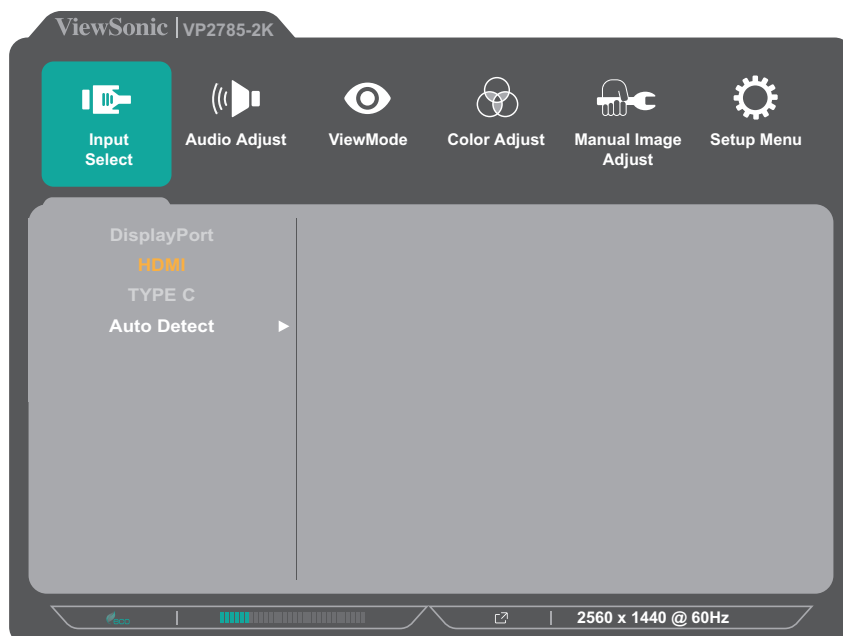 ViewSonic VP2785-2K
Input Select
Audio Adjust
ViewMode
Color Adjust
Manual Image Adjust
Setup Menu
DisplayPort
HDMI
TYPE C
Auto Detect
eco
2560 x 1440 @ 60Hz